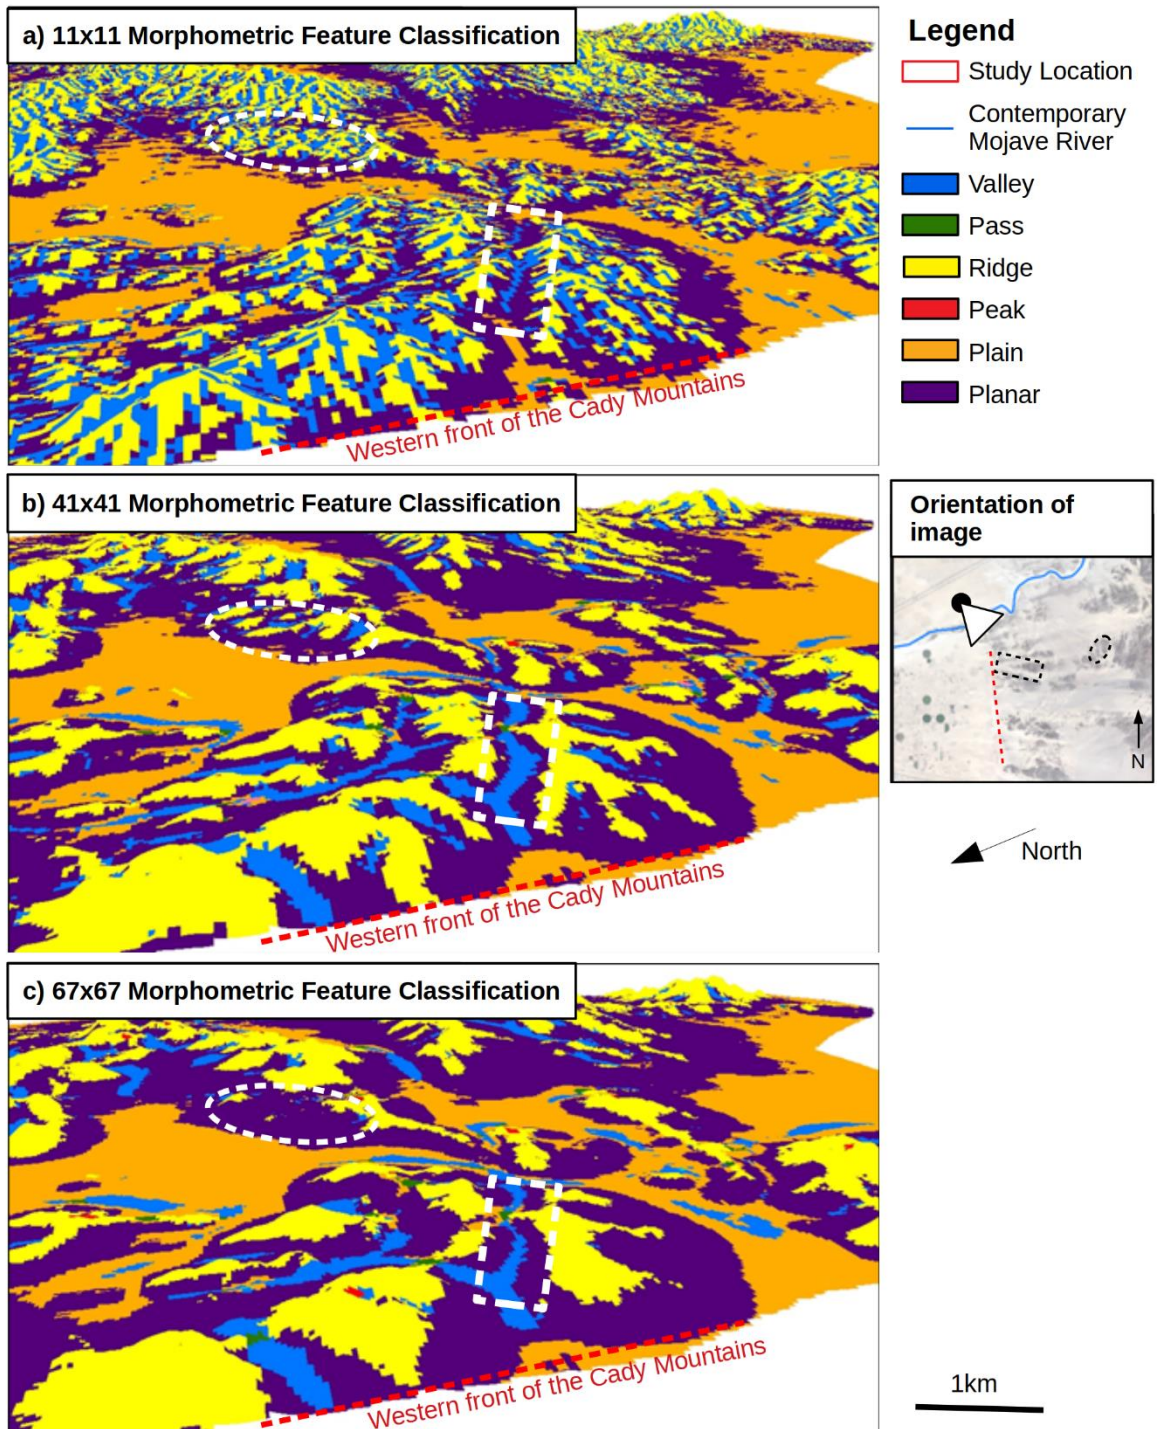 a) 11x11 Morphometric Feature Classification
Western front of the Cady Mountains
Legend
Study Location
Contemporary
Mojave River
Valley
Pass
Ridge
Peak
Plain
Planar
b) 41x41 Morphometric Feature Classification
Western front of the Cady Mountains
Orientation of
image
N
North
c) 67x67 Morphometric Feature Classification
Western front of the Cady Mountains
1km